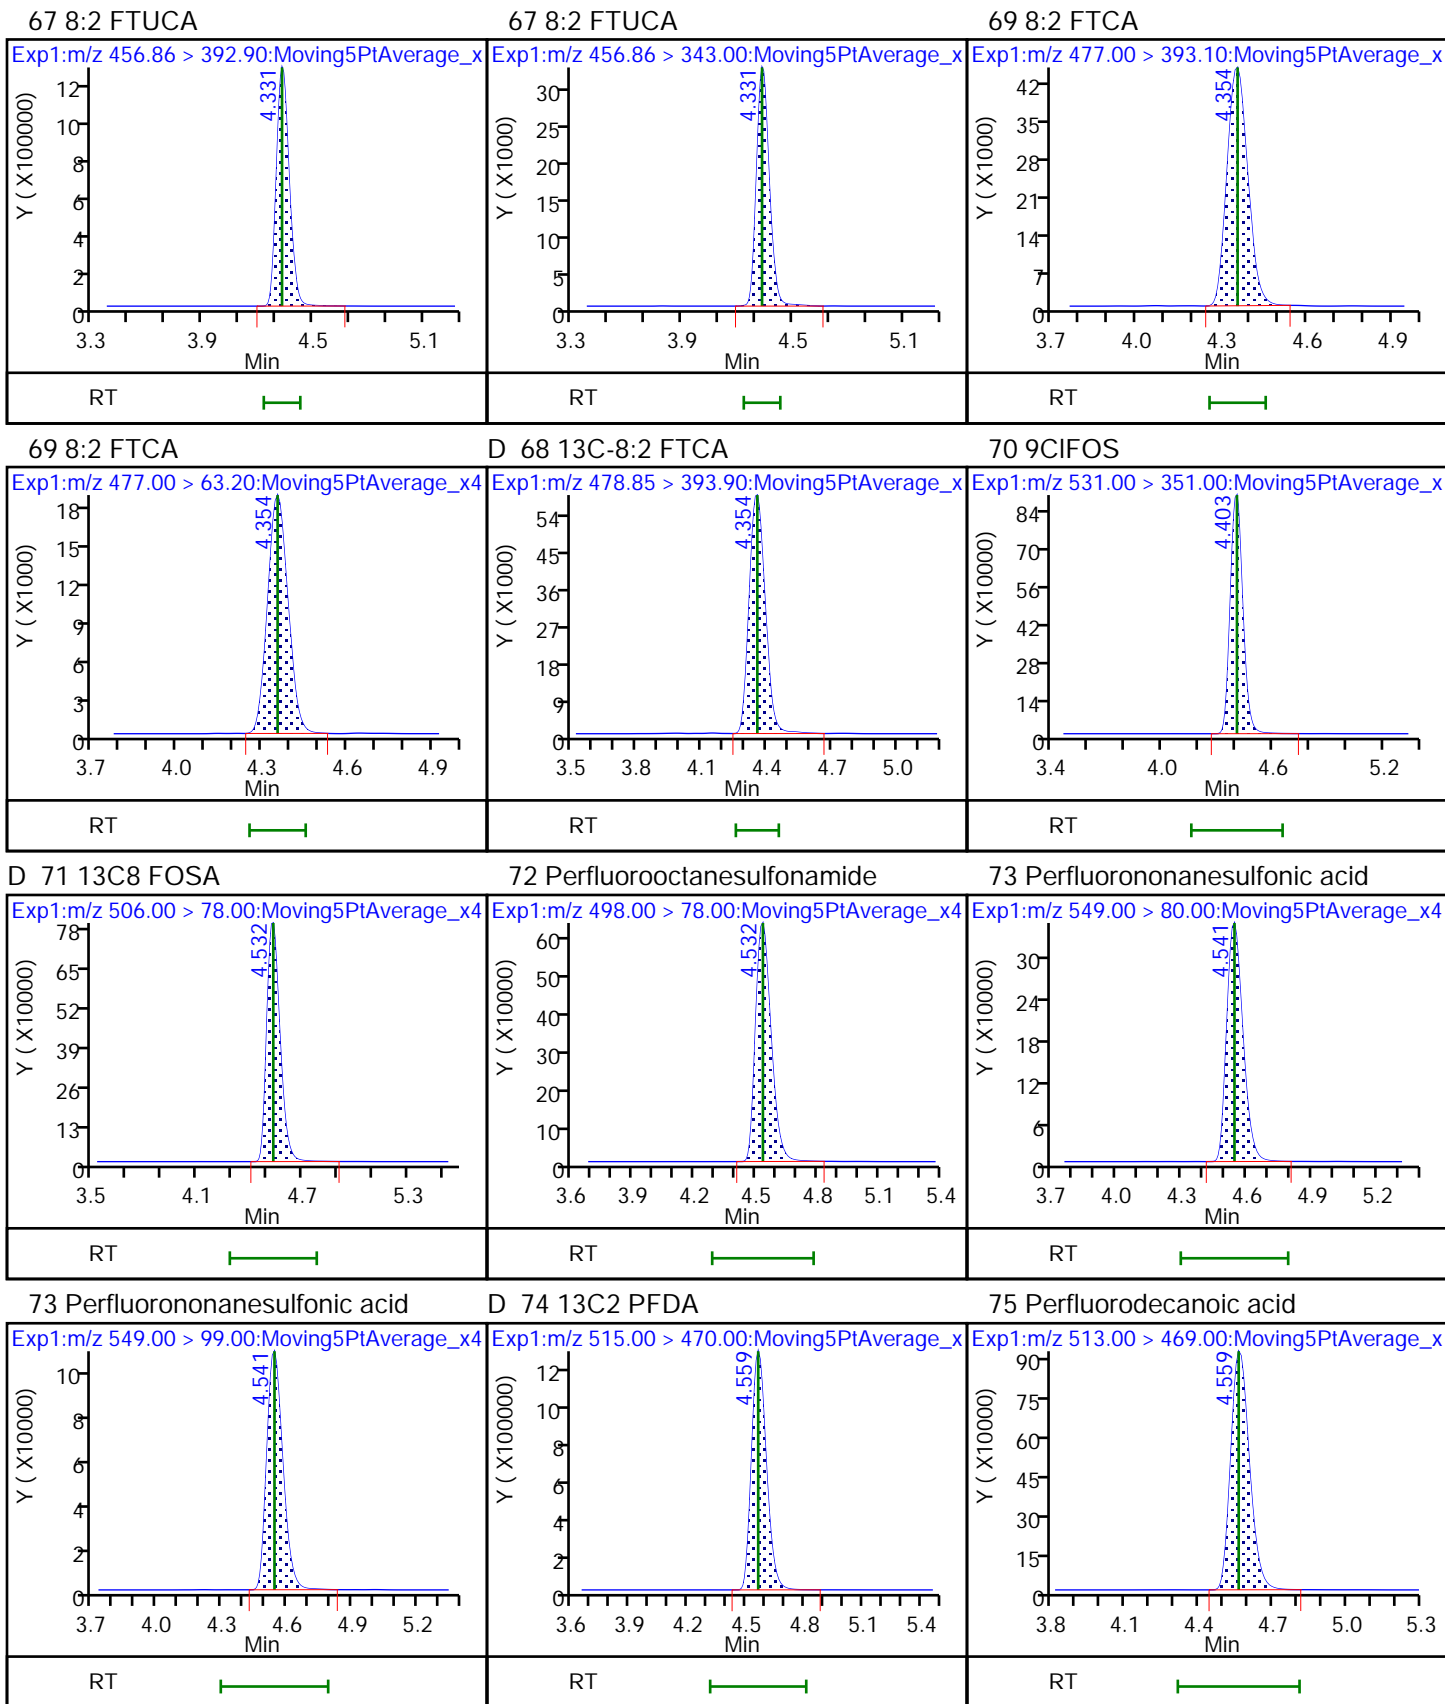 67 8:2 FTUCA
Exp1:m/z 456.86 > 392.90:Moving5PtAverage_x
Y ( X100000)
12
10
8
6
4
2
0
4.331
3.3 3.9 4.5 5.1
Min
RT
67 8:2 FTUCA
Exp1:m/z 456.86 > 343.00:Moving5PtAverage_x
Y ( X1000)
30
25
20
15
10
5
0
4.331
3.3 3.9 4.5 5.1
Min
RT
69 8:2 FTCA
Exp1:m/z 477.00 > 393.10:Moving5PtAverage_x
Y ( X1000)
42
35
28
21
14
7
0
4.354
3.7 4.0 4.3 4.6 4.9
Min
RT
69 8:2 FTCA
Exp1:m/z 477.00 > 63.20:Moving5PtAverage_x4
Y ( X1000)
18
15
12
9
6
3
0
4.354
3.7 4.0 4.3 4.6 4.9
Min
RT
D 68 13C-8:2 FTCA
Exp1:m/z 478.85 > 393.90:Moving5PtAverage_x
Y ( X1000)
54
45
36
27
18
9
0
4.354
3.5 3.8 4.1 4.4 4.7 5.0
Min
RT
70 9ClFOS
Exp1:m/z 531.00 > 351.00:Moving5PtAverage_x
Y ( X10000)
84
70
56
42
28
14
0
4.403
3.4 4.0 4.6 5.2
Min
RT
D 71 13C8 FOSA
Exp1:m/z 506.00 > 78.00:Moving5PtAverage_x4
Y ( X10000)
78
65
52
39
26
13
0
4.532
3.5 4.1 4.7 5.3
Min
RT
72 Perfluorooctanesulfonamide
Exp1:m/z 498.00 > 78.00:Moving5PtAverage_x4
Y ( X10000)
60
50
40
30
20
10
0
4.532
3.6 3.9 4.2 4.5 4.8 5.1 5.4
Min
RT
73 Perfluorononanesulfonic acid
Exp1:m/z 549.00 > 80.00:Moving5PtAverage_x4
Y ( X10000)
30
24
18
12
6
0
4.541
3.7 4.0 4.3 4.6 4.9 5.2
Min
RT
73 Perfluorononanesulfonic acid
Exp1:m/z 549.00 > 99.00:Moving5PtAverage_x4
Y ( X10000)
10
8
6
4
2
0
4.541
3.7 4.0 4.3 4.6 4.9 5.2
Min
RT
D 74 13C2 PFDA
Exp1:m/z 515.00 > 470.00:Moving5PtAverage_x
Y ( X100000)
12
10
8
6
4
2
0
4.559
3.6 3.9 4.2 4.5 4.8 5.1 5.4
Min
RT
75 Perfluorodecanoic acid
Exp1:m/z 513.00 > 469.00:Moving5PtAverage_x
Y ( X10000)
90
75
60
45
30
15
0
4.559
3.8 4.1 4.4 4.7 5.0 5.3
Min
RT